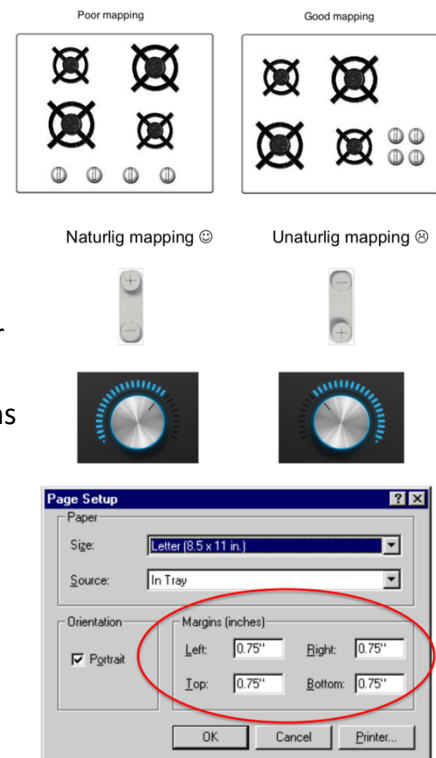 Poor mapping
Good mapping
Naturlig mapping ☺
Unaturlig mapping ☹
+
−
−
+
r
ns
Page Setup
? X
Paper
Size: Letter (8.5 x 11 in.)
Source: In Tray
Orientation
Portrait
Margins (inches)
Left: 0.75" Right: 0.75"
Top: 0.75" Bottom: 0.75"
OK Cancel Printer...